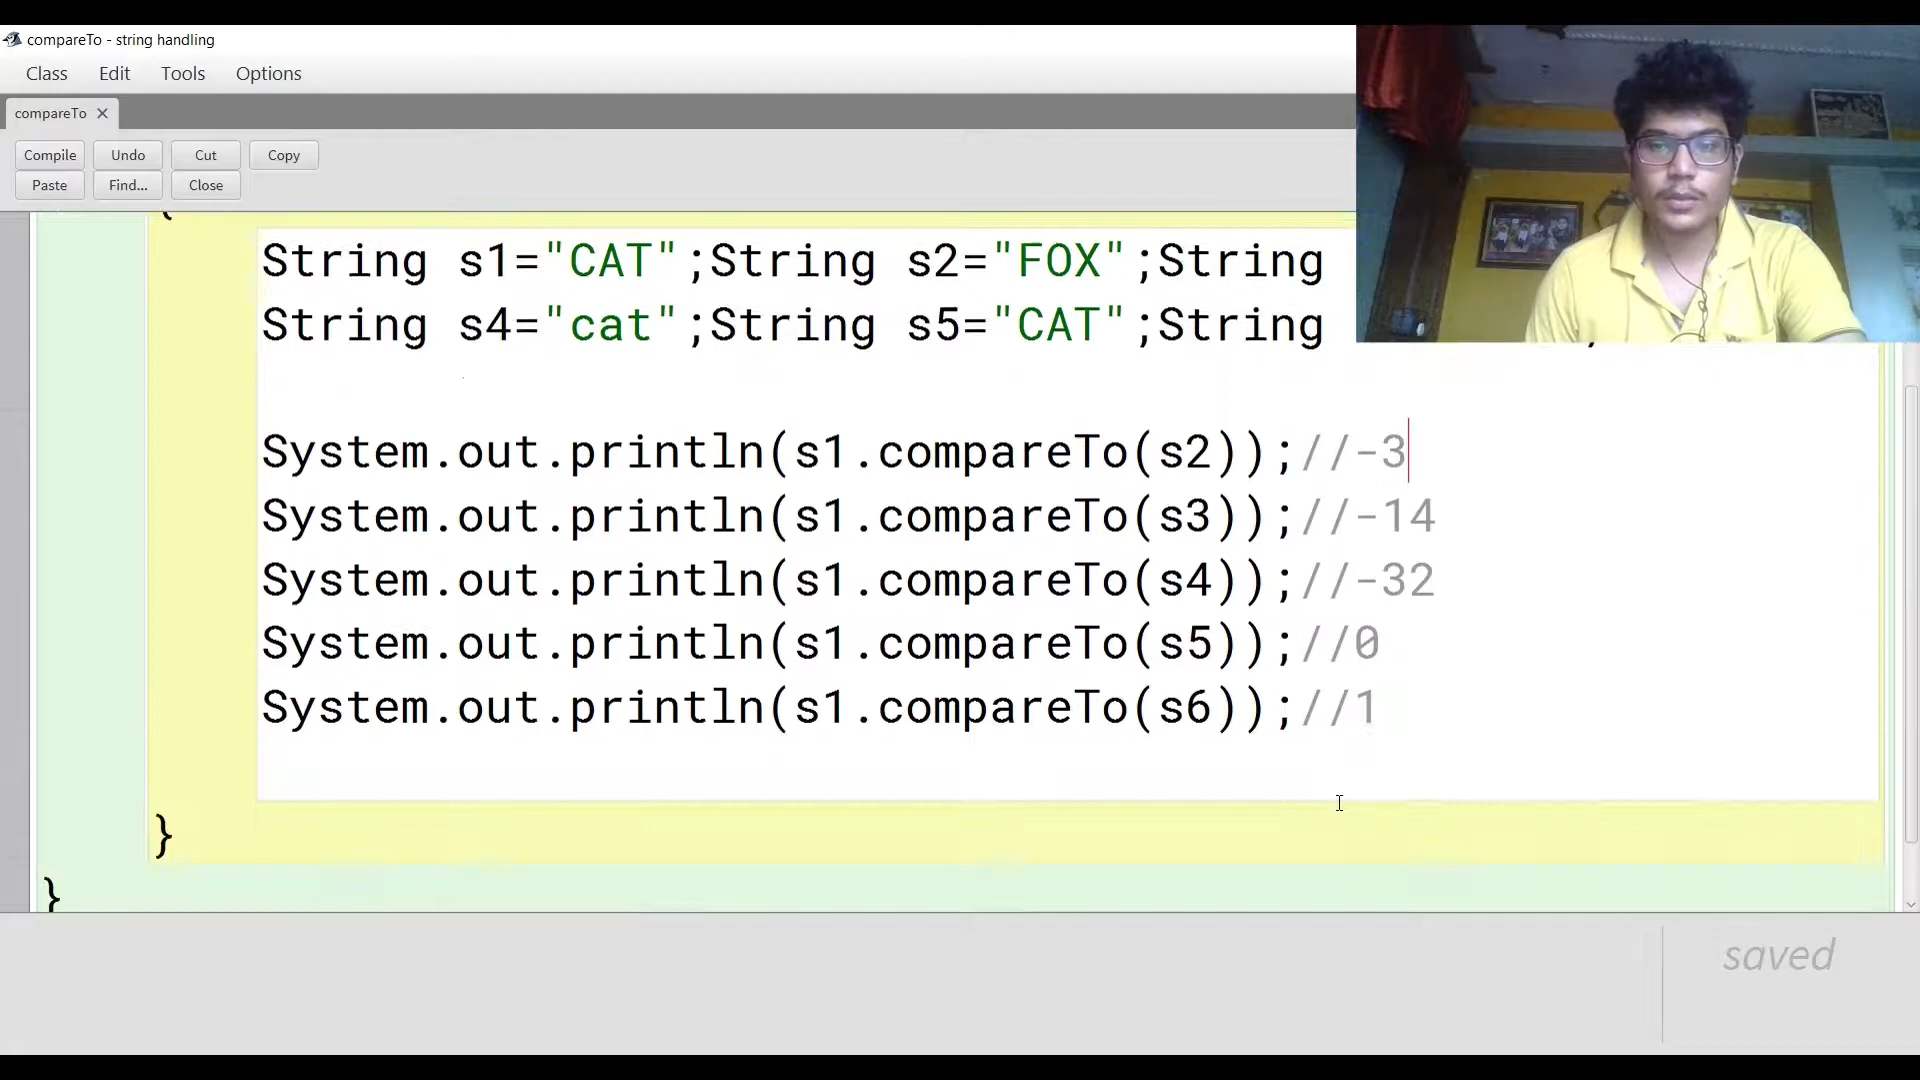 compareTo - string handling
Class Edit Tools Options
compareTo
Compile Undo Cut Copy
Paste Find... Close
{
String s1="CAT";String s2="FOX";String
String s4="cat";String s5="CAT";String
System.out.println(s1.compareTo(s2));//-3
System.out.println(s1.compareTo(s3));//-14
System.out.println(s1.compareTo(s4));//-32
System.out.println(s1.compareTo(s5));//0
System.out.println(s1.compareTo(s6));//1
}
}
saved